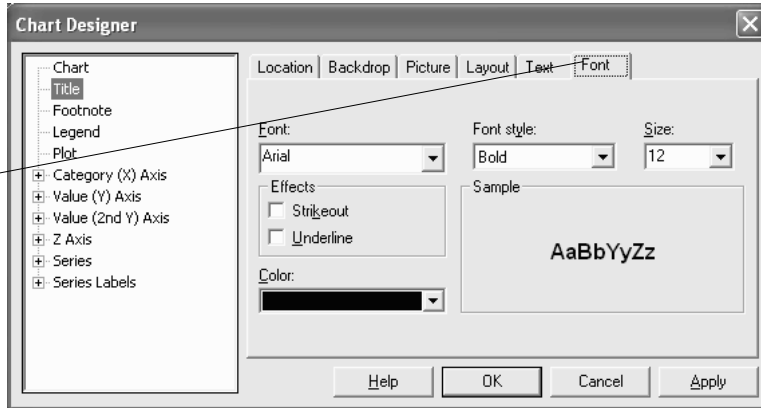 Chart Designer
Chart
Title
Footnote
Legend
Plot
Category (X) Axis
Value (Y) Axis
Value (2nd Y) Axis
Z Axis
Series
Series Labels
Location Backdrop Picture Layout Text Font
Font: Font style: Size:
Arial Bold 12
Effects Sample
Strikeout
Underline
AaBbYyZz
Color:
Help OK Cancel Apply